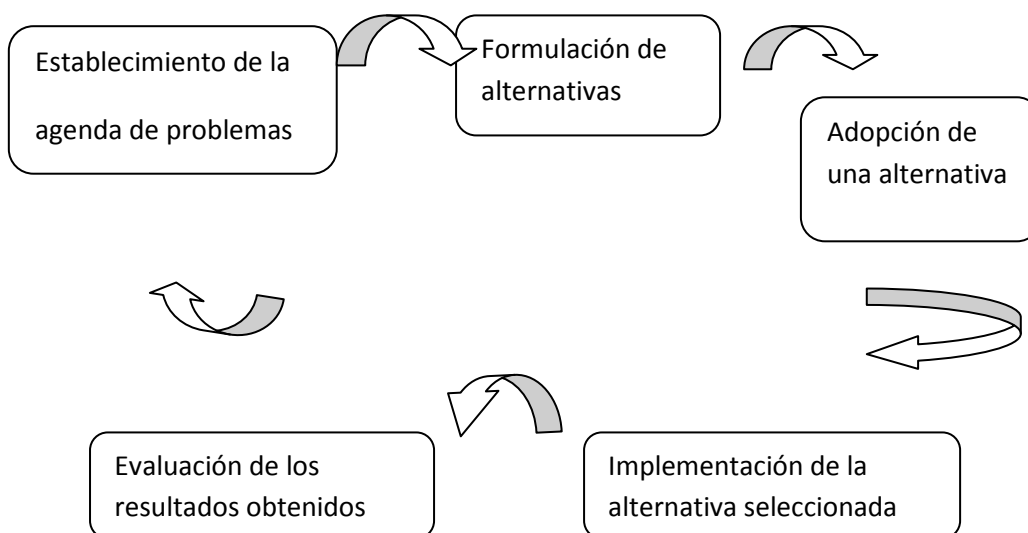 Establecimiento de la
agenda de problemas
Formulación de
alternativas
Adopción de
una alternativa
Implementación de la
alternativa seleccionada
Evaluación de los
resultados obtenidos